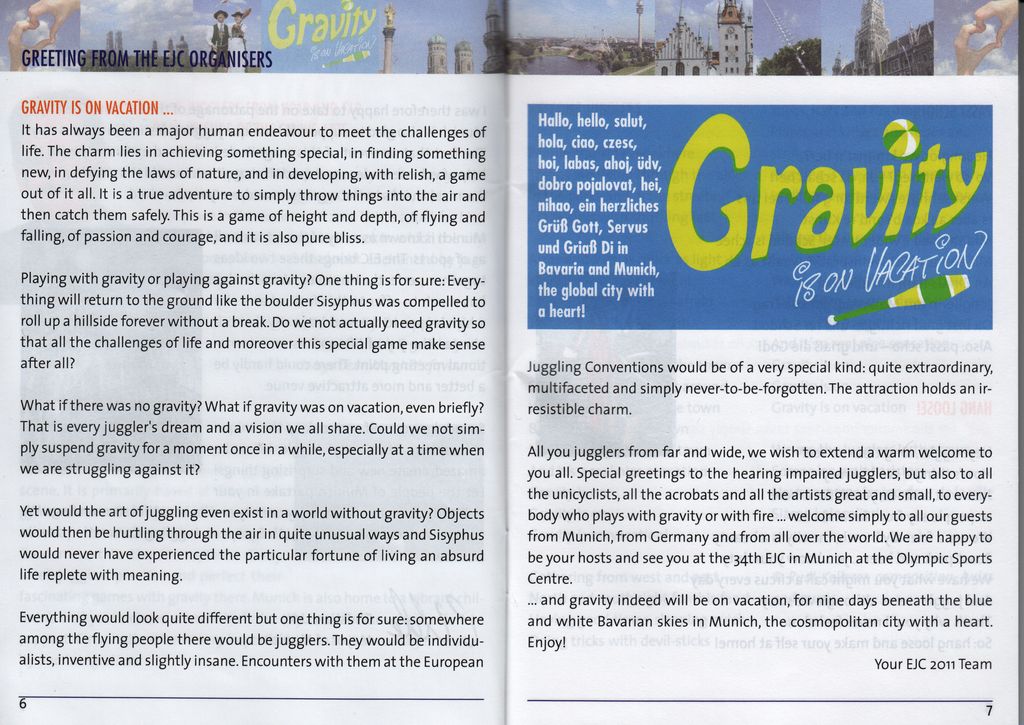 GREETING FROM THE EJC ORGANISERS
Gravity
IS ON VACATION
GRAVITY IS ON VACATION ...
It has always been a major human endeavour to meet the challenges of
life. The charm lies in achieving something special, in finding something
new, in defying the laws of nature, and in developing, with relish, a game
out of it all. It is a true adventure to simply throw things into the air and
then catch them safely. This is a game of height and depth, of flying and
falling, of passion and courage, and it is also pure bliss.
Playing with gravity or playing against gravity? One thing is for sure: Every-
thing will return to the ground like the boulder Sisyphus was compelled to
roll up a hillside forever without a break. Do we not actually need gravity so
that all the challenges of life and moreover this special game make sense
after all?
What if there was no gravity? What if gravity was on vacation, even briefly?
That is every juggler's dream and a vision we all share. Could we not sim-
ply suspend gravity for a moment once in a while, especially at a time when
we are struggling against it?
Yet would the art of juggling even exist in a world without gravity? Objects
would then be hurtling through the air in quite unusual ways and Sisyphus
would never have experienced the particular fortune of living an absurd
life replete with meaning.
Everything would look quite different but one thing is for sure: somewhere
among the flying people there would be jugglers. They would be individu-
alists, inventive and slightly insane. Encounters with them at the European
6
Hallo, hello, salut,
hola, ciao, czesc,
hoi, labas, ahoj, üdv,
dobro pojalovat, hei,
nihao, ein herzliches
Grüß Gott, Servus
und Griaß Di in
Bavaria and Munich,
the global city with
a heart!
Gravity
IS ON VACATION
Juggling Conventions would be of a very special kind: quite extraordinary,
multifaceted and simply never-to-be-forgotten. The attraction holds an ir-
resistible charm.
All you jugglers from far and wide, we wish to extend a warm welcome to
you all. Special greetings to the hearing impaired jugglers, but also to all
the unicyclists, all the acrobats and all the artists great and small, to every-
body who plays with gravity or with fire ... welcome simply to all our guests
from Munich, from Germany and from all over the world. We are happy to
be your hosts and see you at the 34th EJC in Munich at the Olympic Sports
Centre.
... and gravity indeed will be on vacation, for nine days beneath the blue
and white Bavarian skies in Munich, the cosmopolitan city with a heart.
Enjoy!
Your EJC 2011 Team
7